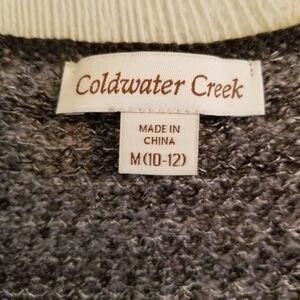 Coldwater Creek
MADE IN
CHINA
M (10-12)